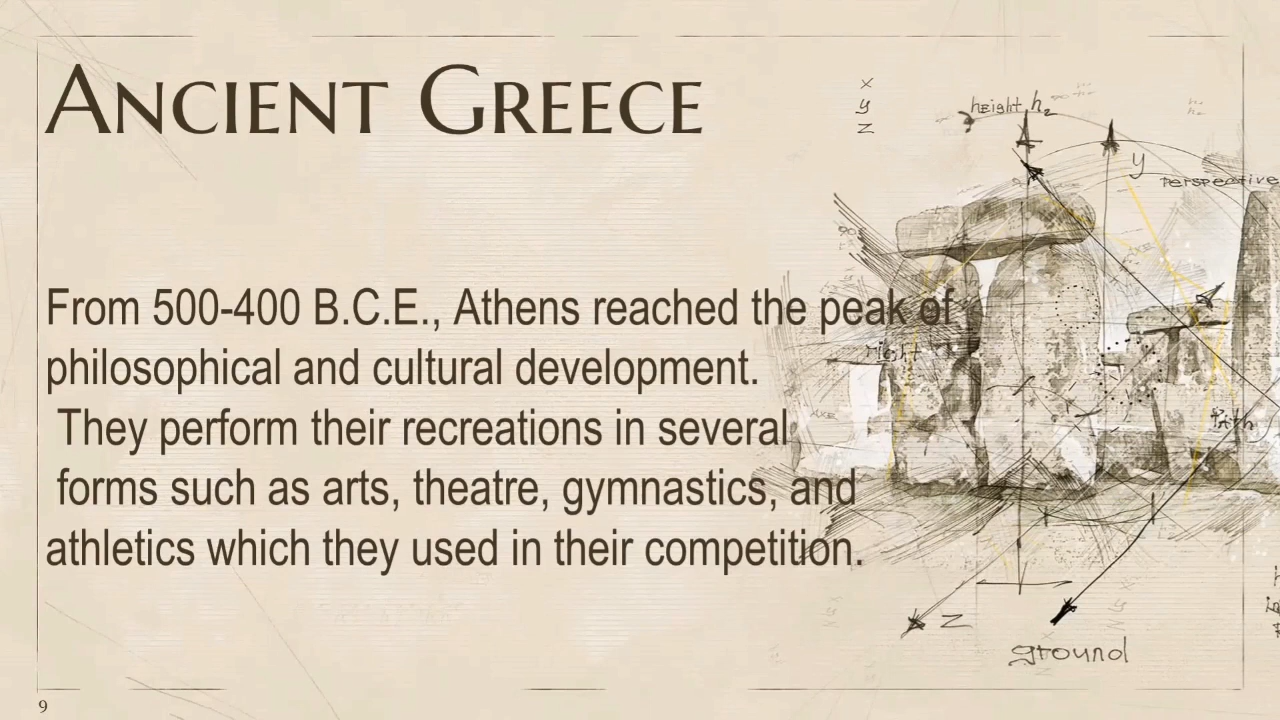 ANCIENT GREECE
From 500-400 B.C.E., Athens reached the peak of
philosophical and cultural development.
They perform their recreations in several
forms such as arts, theatre, gymnastics, and
athletics which they used in their competition.
x
y
z
height h2
y
perspective
right
Path
z
ground
9